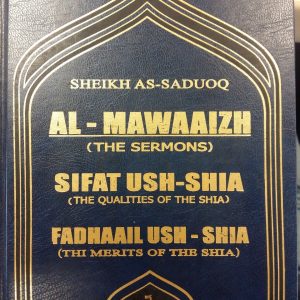 SHEIKH AS-SADUOQ
AL - MAWAAIZH
(THE SERMONS)
SIFAT USH-SHIA
(THE QUALITIES OF THE SHIA)
FADHAAIL USH - SHIA
(THI MERITS OF THE SHIA)